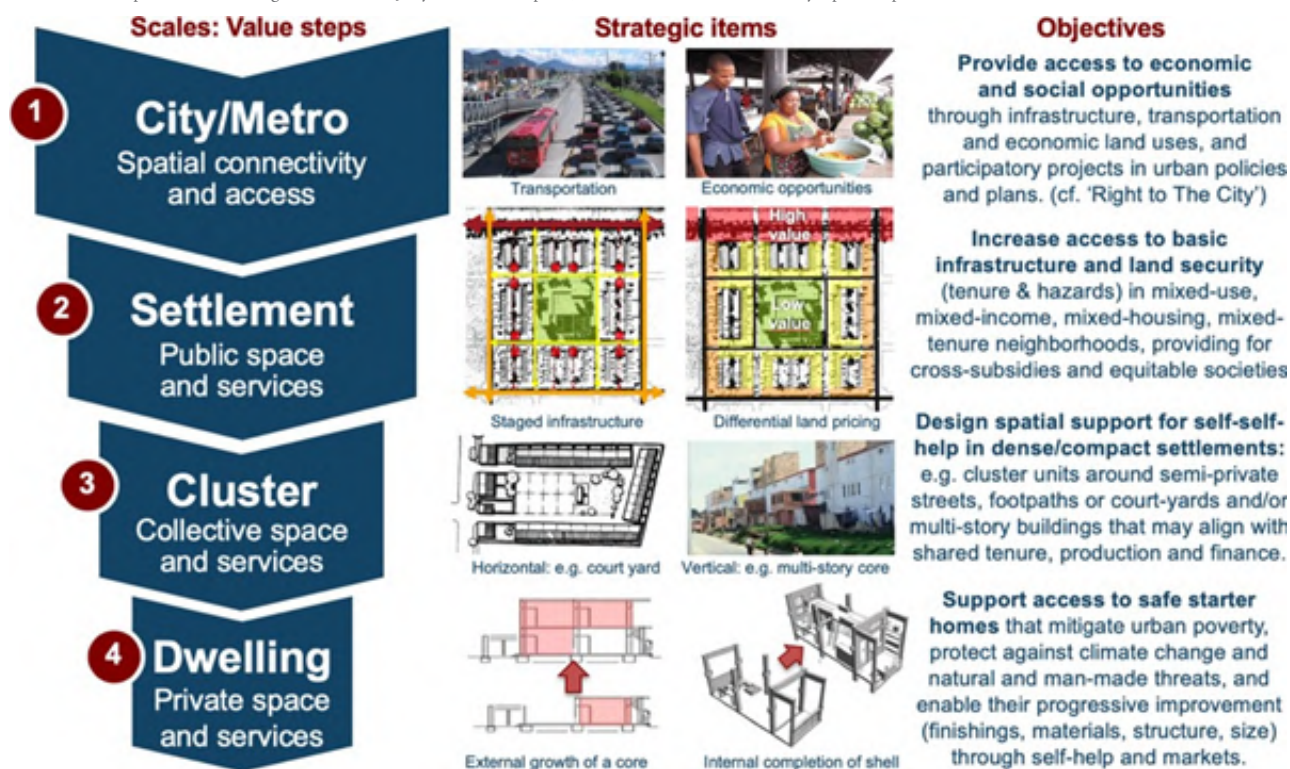 Scales: Value steps
Strategic items
Objectives
1
City/Metro
Spatial connectivity
and access
Transportation
Economic opportunities
Provide access to economic
and social opportunities
through infrastructure, transportation
and economic land uses, and
participatory projects in urban policies
and plans. (cf. 'Right to The City')
2
Settlement
Public space
and services
Staged infrastructure
High
value
Low
value
Differential land pricing
Increase access to basic
infrastructure and land security
(tenure & hazards) in mixed-use,
mixed-income, mixed-housing, mixed-
tenure neighborhoods, providing for
cross-subsidies and equitable societies
3
Cluster
Collective space
and services
Horizontal: e.g. court yard
Vertical: e.g. multi-story core
Design spatial support for self-self-
help in dense/compact settlements:
e.g. cluster units around semi-private
streets, footpaths or court-yards and/or
multi-story buildings that may align with
shared tenure, production and finance.
4
Dwelling
Private space
and services
External growth of a core
Internal completion of shell
Support access to safe starter
homes that mitigate urban poverty,
protect against climate change and
natural and man-made threats, and
enable their progressive improvement
(finishings, materials, structure, size)
through self-help and markets.